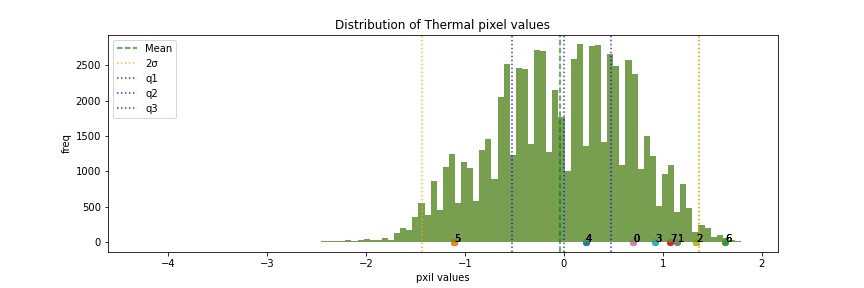 Distribution of Thermal pixel values
Mean
2σ
q1
q2
q3
freq
2500
2000
1500
1000
500
0
5
4
0
3
7
1
2
6
−4
−3
−2
−1
0
1
2
pxil values